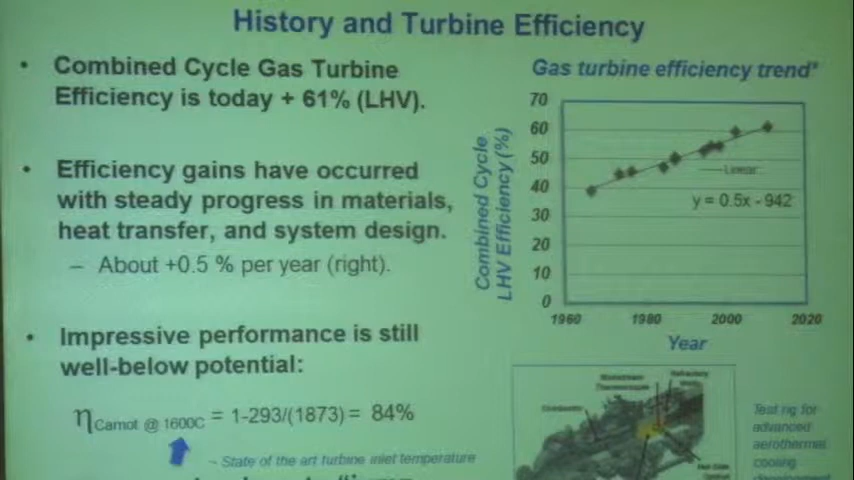 History and Turbine Efficiency
• Combined Cycle Gas Turbine
Efficiency is today + 61% (LHV).
• Efficiency gains have occurred
with steady progress in materials,
heat transfer, and system design.
– About +0.5 % per year (right).
• Impressive performance is still
well-below potential:
ηCarnot @ 1600C = 1-293/(1873) = 84%
~ State of the art turbine inlet temperature
Gas turbine efficiency trend*
Combined Cycle
LHV Efficiency (%)
70
60
50
40
30
20
10
0
Linear
y = 0.5x - 942
1960 1980 2000 2020
Year
Test rig for
advanced
aerothermal
cooling